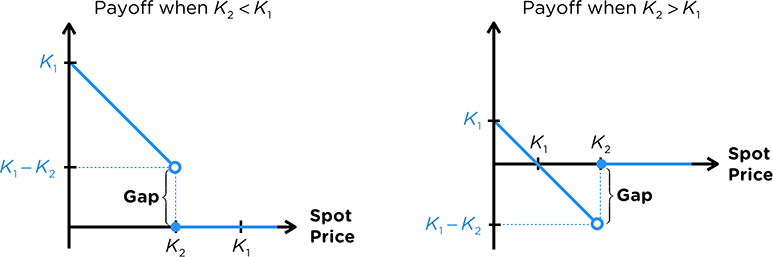 Payoff when K₂ < K₁
K₁
K₁ – K₂
Gap
K₂
K₁
Spot
Price
Payoff when K₂ > K₁
K₁
K₁
K₂
Spot
Price
Gap
K₁ – K₂